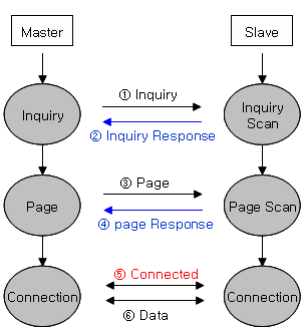 Master
Slave
① Inquiry
Inquiry
Inquiry
Scan
② Inquiry Response
③ Page
Page
Page Scan
④ page Response
⑤ Connected
Connection
Connection
⑥ Data